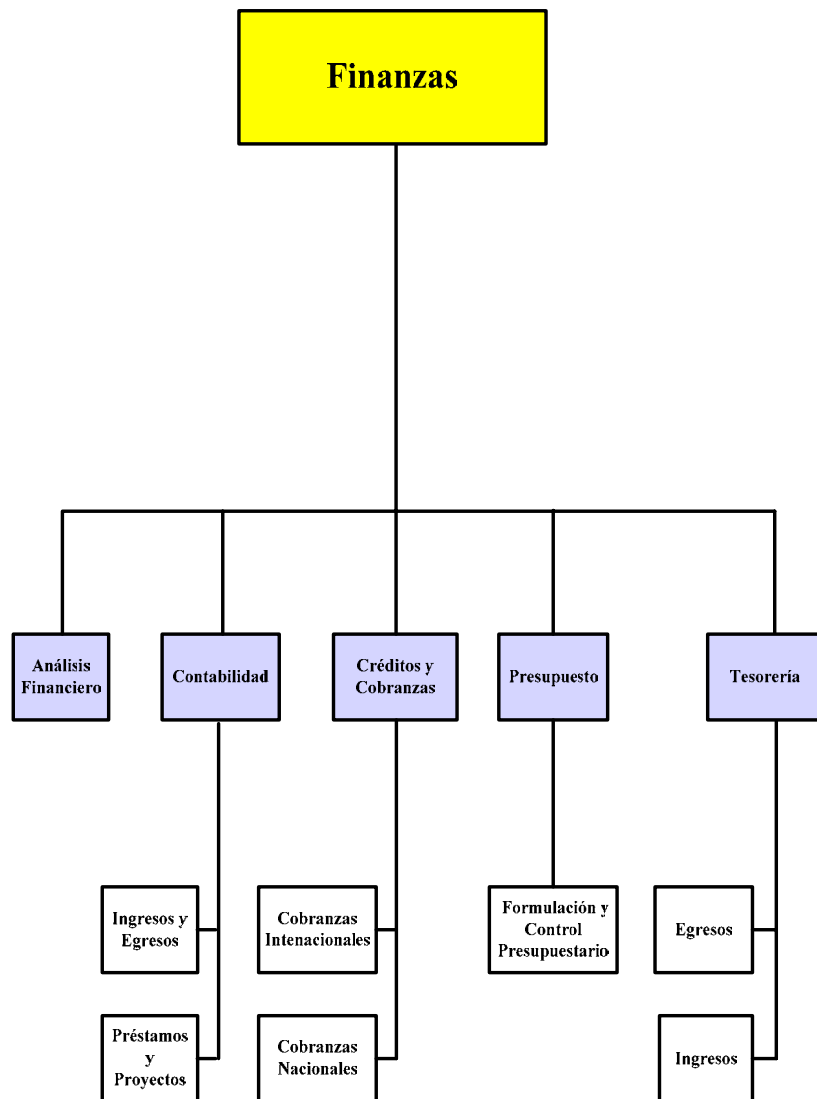 Finanzas
Análisis
Financiero
Contabilidad
Créditos y
Cobranzas
Presupuesto
Tesorería
Ingresos y
Egresos
Cobranzas
Intenacionales
Formulación y
Control
Presupuestario
Egresos
Préstamos
y
Proyectos
Cobranzas
Nacionales
Ingresos